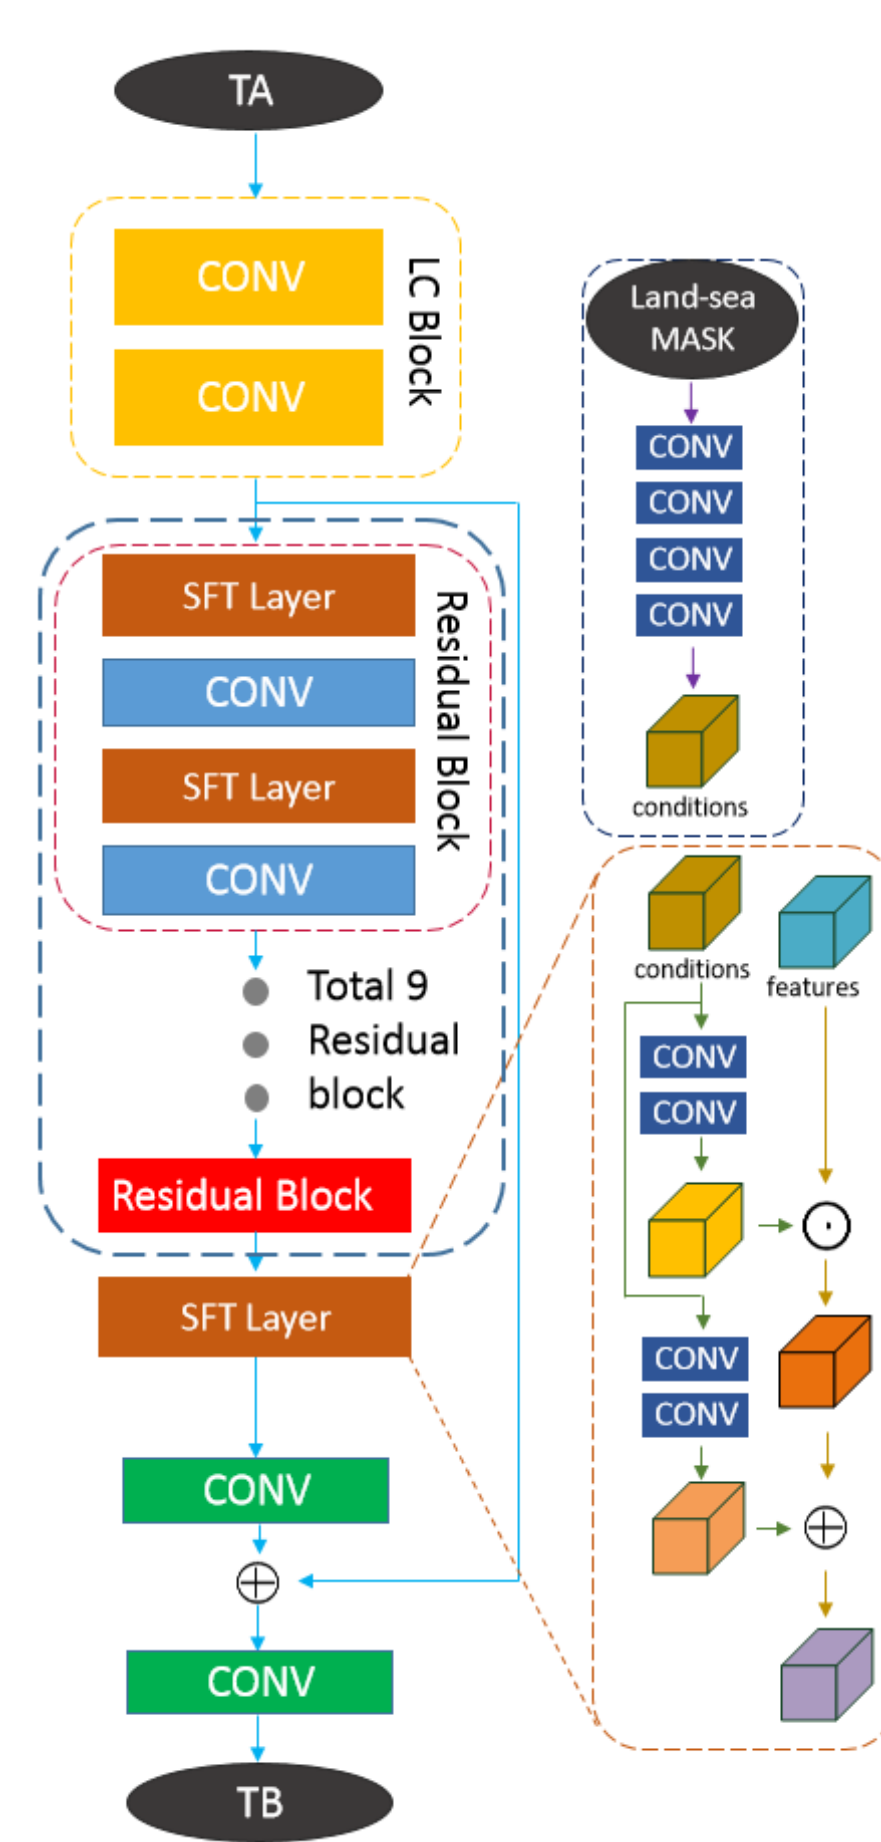 TA
CONV
CONV
LC Block
SFT Layer
CONV
SFT Layer
CONV
Residual Block
Total 9
Residual
block
Residual Block
SFT Layer
CONV
CONV
TB
Land-sea
MASK
CONV
CONV
CONV
CONV
conditions
conditions
features
CONV
CONV
CONV
CONV